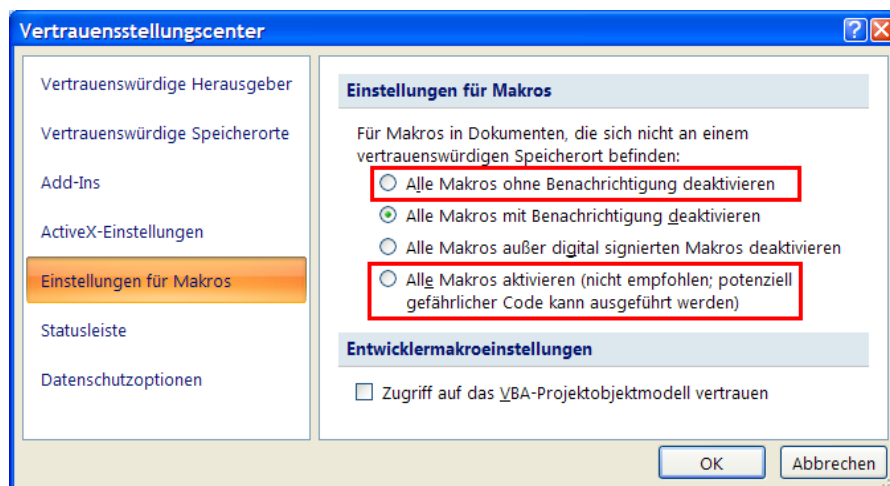 Vertrauensstellungscenter
Vertrauenswürdige Herausgeber
Vertrauenswürdige Speicherorte
Add-Ins
ActiveX-Einstellungen
Einstellungen für Makros
Statusleiste
Datenschutzoptionen
Einstellungen für Makros
Für Makros in Dokumenten, die sich nicht an einem
vertrauenswürdigen Speicherort befinden:
Alle Makros ohne Benachrichtigung deaktivieren
Alle Makros mit Benachrichtigung deaktivieren
Alle Makros außer digital signierten Makros deaktivieren
Alle Makros aktivieren (nicht empfohlen; potenziell
gefährlicher Code kann ausgeführt werden)
Entwicklermakroeinstellungen
Zugriff auf das VBA-Projektobjektmodell vertrauen
OK
Abbrechen